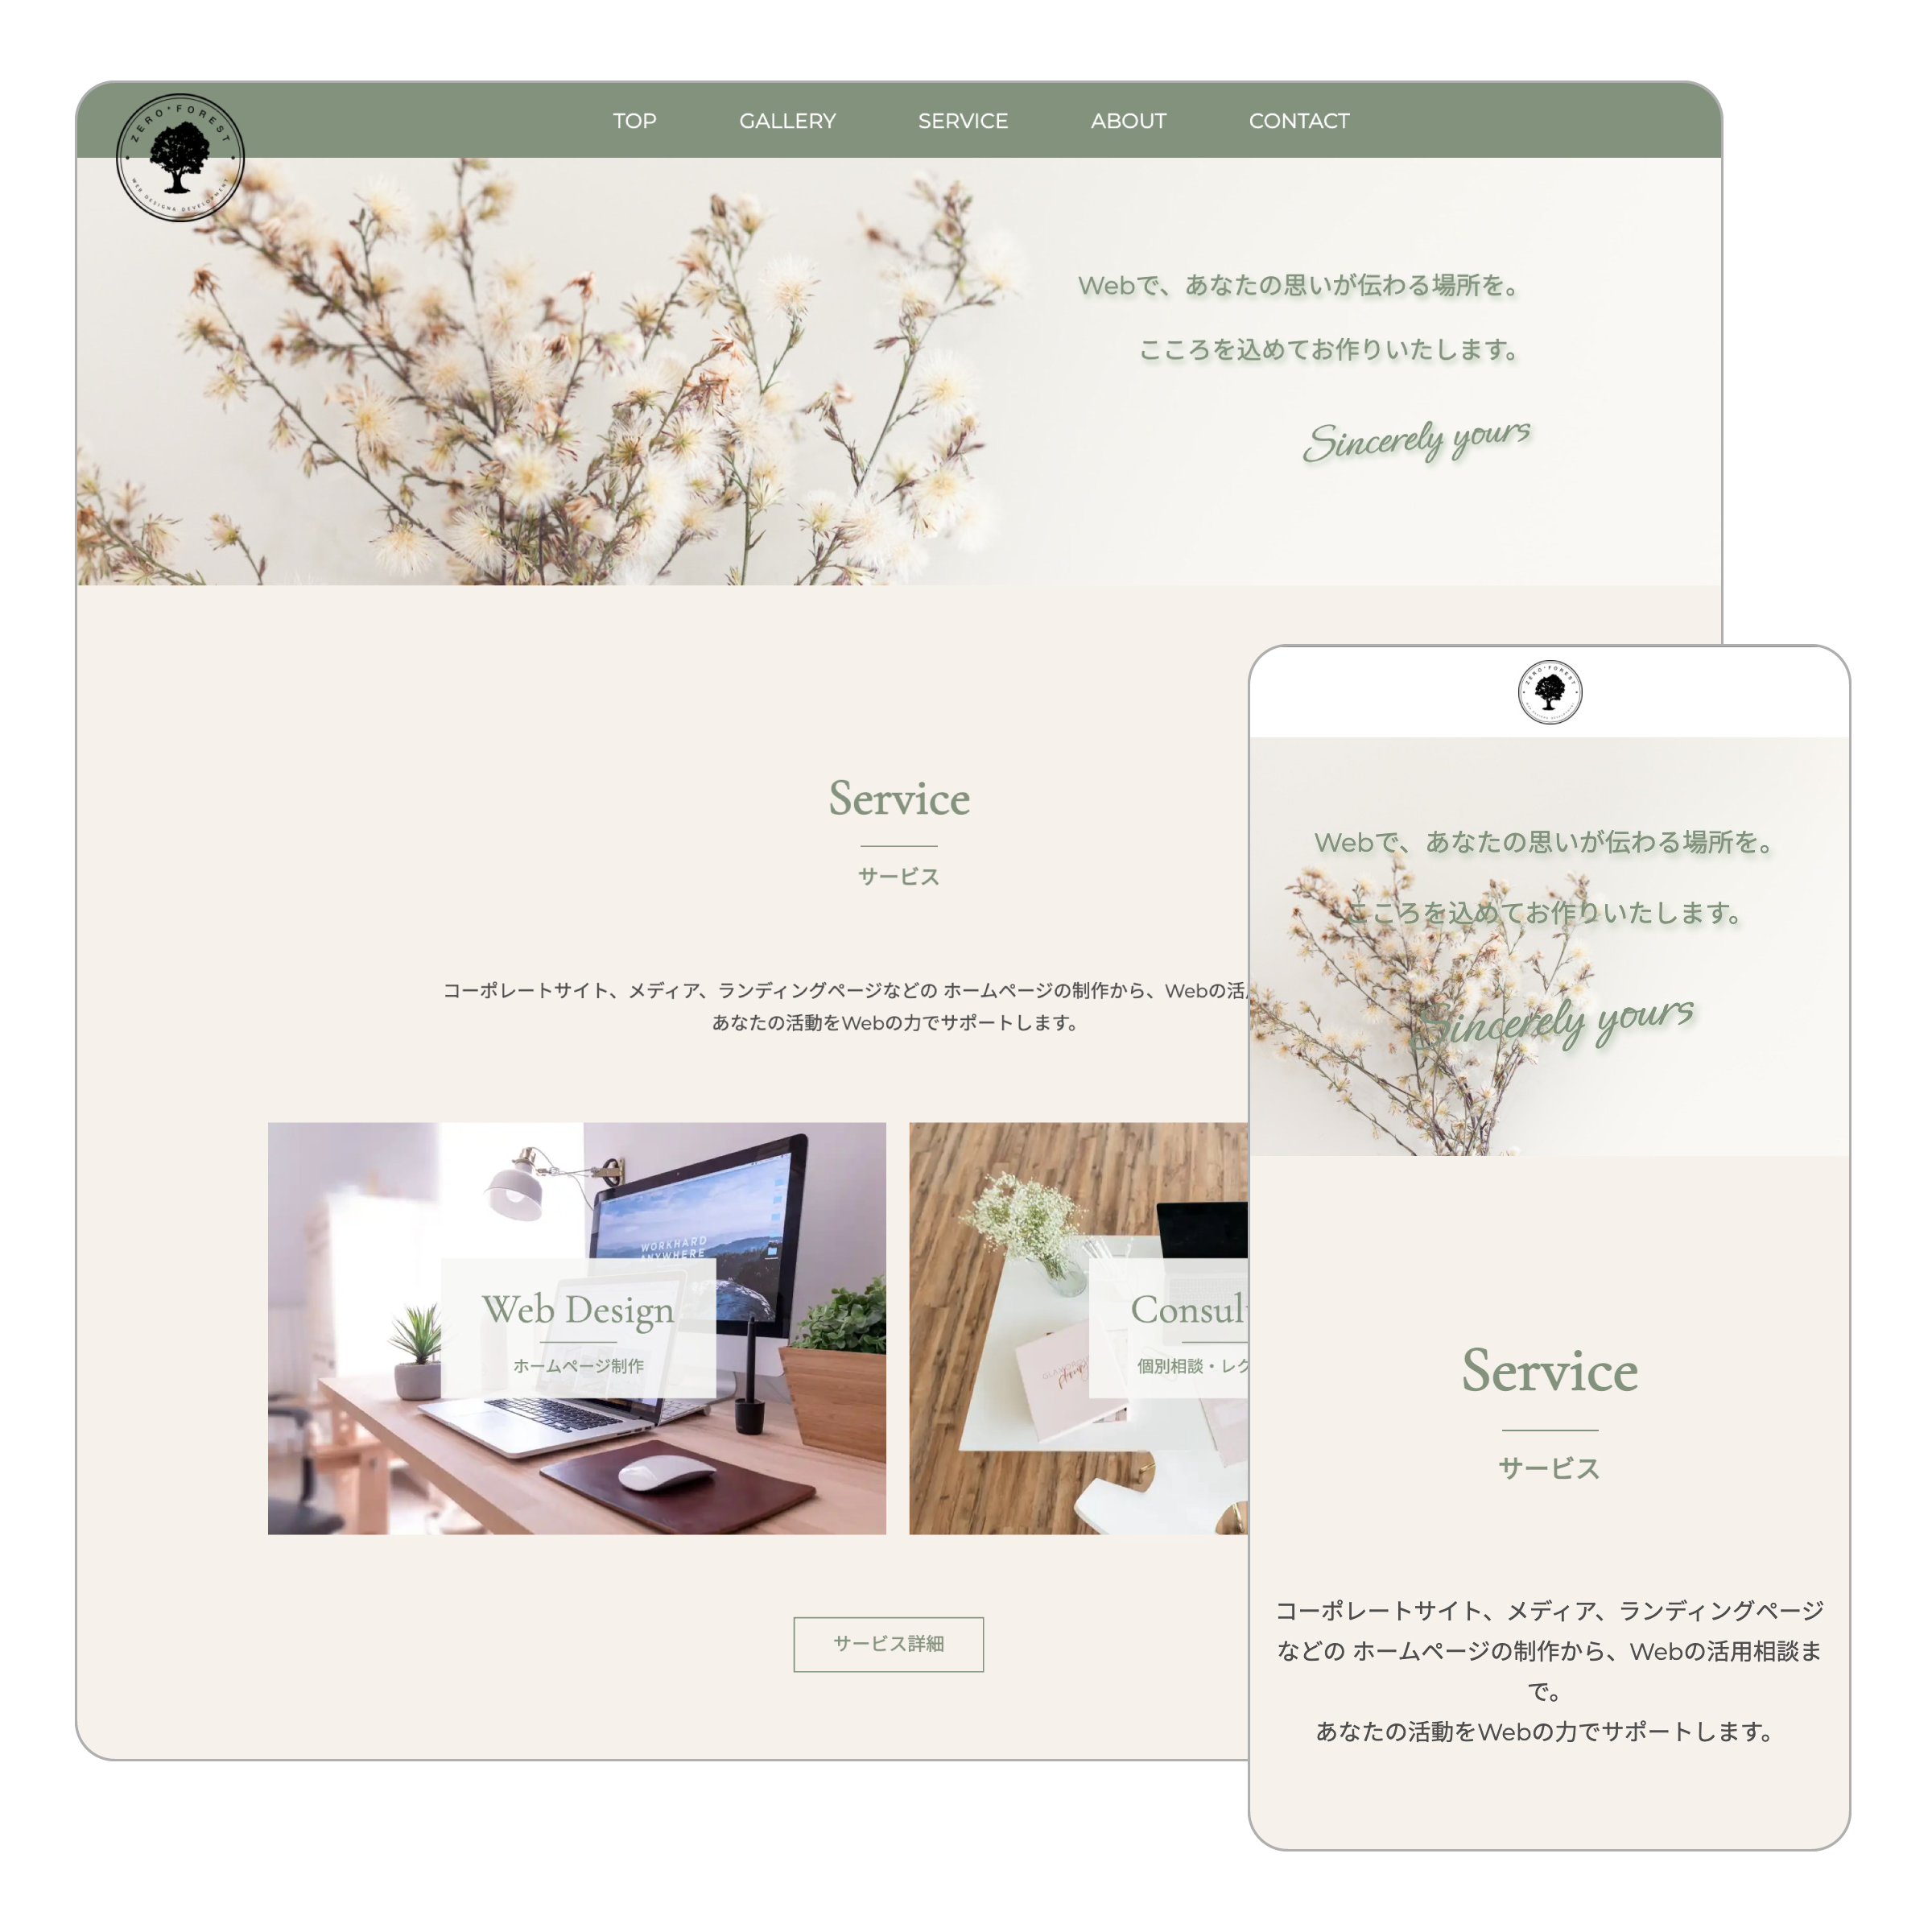 ZERO*FOREST
WEB DESIGN& DEVELOPMENT
TOP
GALLERY
SERVICE
ABOUT
CONTACT
Webで、あなたの思いが伝わる場所を。
こころを込めてお作りいたします。
Sincerely yours
Service
サービス
コーポレートサイト、メディア、ランディングページなどの ホームページの制作から、Webの活
あなたの活動をWebの力でサポートします。
WORKHARD
ANYWHERE
Web Design
ホームページ制作
Consul
個別相談・レク
サービス詳細
ZERO*FOREST
Webで、あなたの思いが伝わる場所を。
こころを込めてお作りいたします。
Sincerely yours
Service
サービス
コーポレートサイト、メディア、ランディングページ
などの ホームページの制作から、Webの活用相談ま
で。
あなたの活動をWebの力でサポートします。